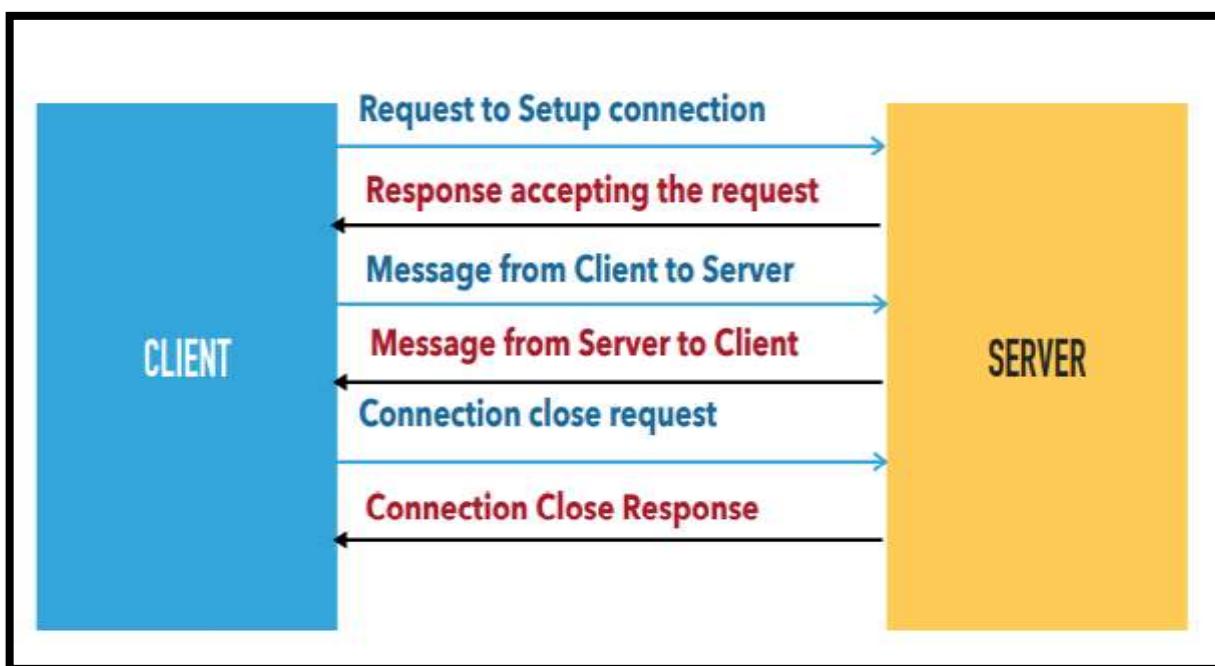 Request to Setup connection
Response accepting the request
Message from Client to Server
CLIENT
Message from Server to Client
SERVER
Connection close request
Connection Close Response